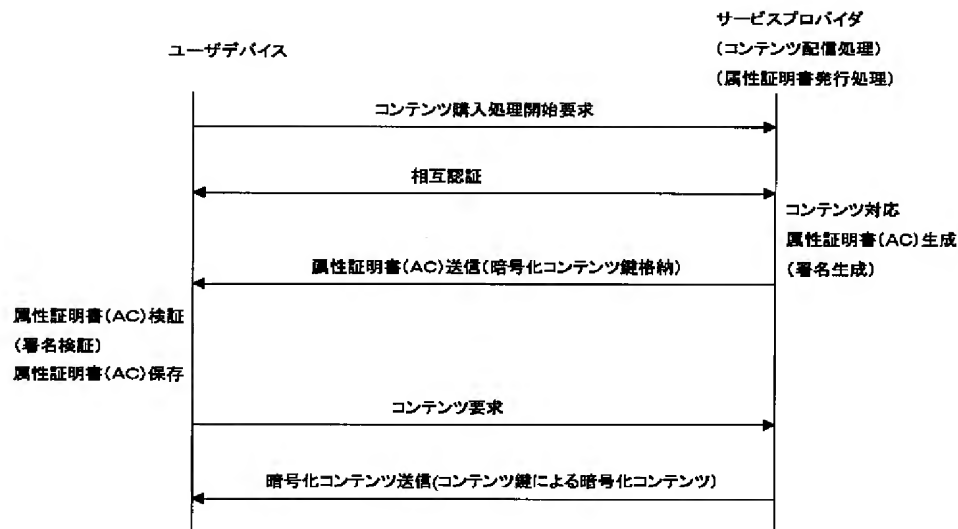 サービスプロバイダ
(コンテンツ配信処理)
(属性証明書発行処理)
ユーザデバイス
コンテンツ購入処理開始要求
相互認証
コンテンツ対応
属性証明書(AC)生成
(署名生成)
属性証明書(AC)送信(暗号化コンテンツ鍵格納)
属性証明書(AC)検証
(署名検証)
属性証明書(AC)保存
コンテンツ要求
暗号化コンテンツ送信(コンテンツ鍵による暗号化コンテンツ)